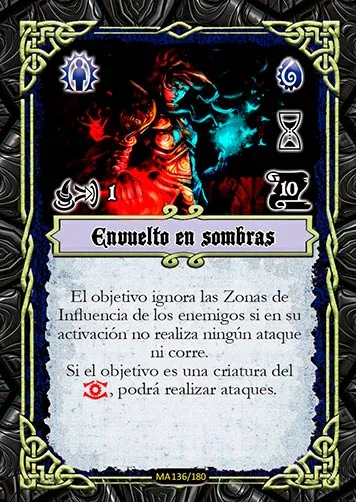 1
10
Envuelto en sombras
El objetivo ignora las Zonas de
Influencia de los enemigos si en su
activación no realiza ningún ataque
ni corre.
Si el objetivo es una criatura del
, podrá realizar ataques.
MA136/180